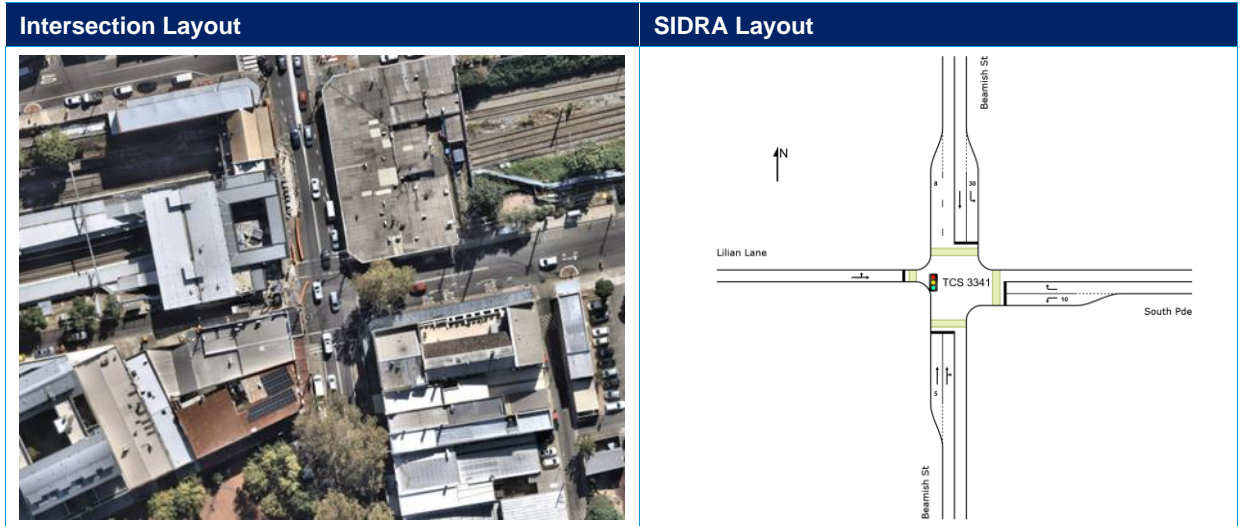 Intersection Layout
SIDRA Layout
Beamish St
N
8
30
Lilian Lane
TCS 3341
10
South Pde
5
Beamish St